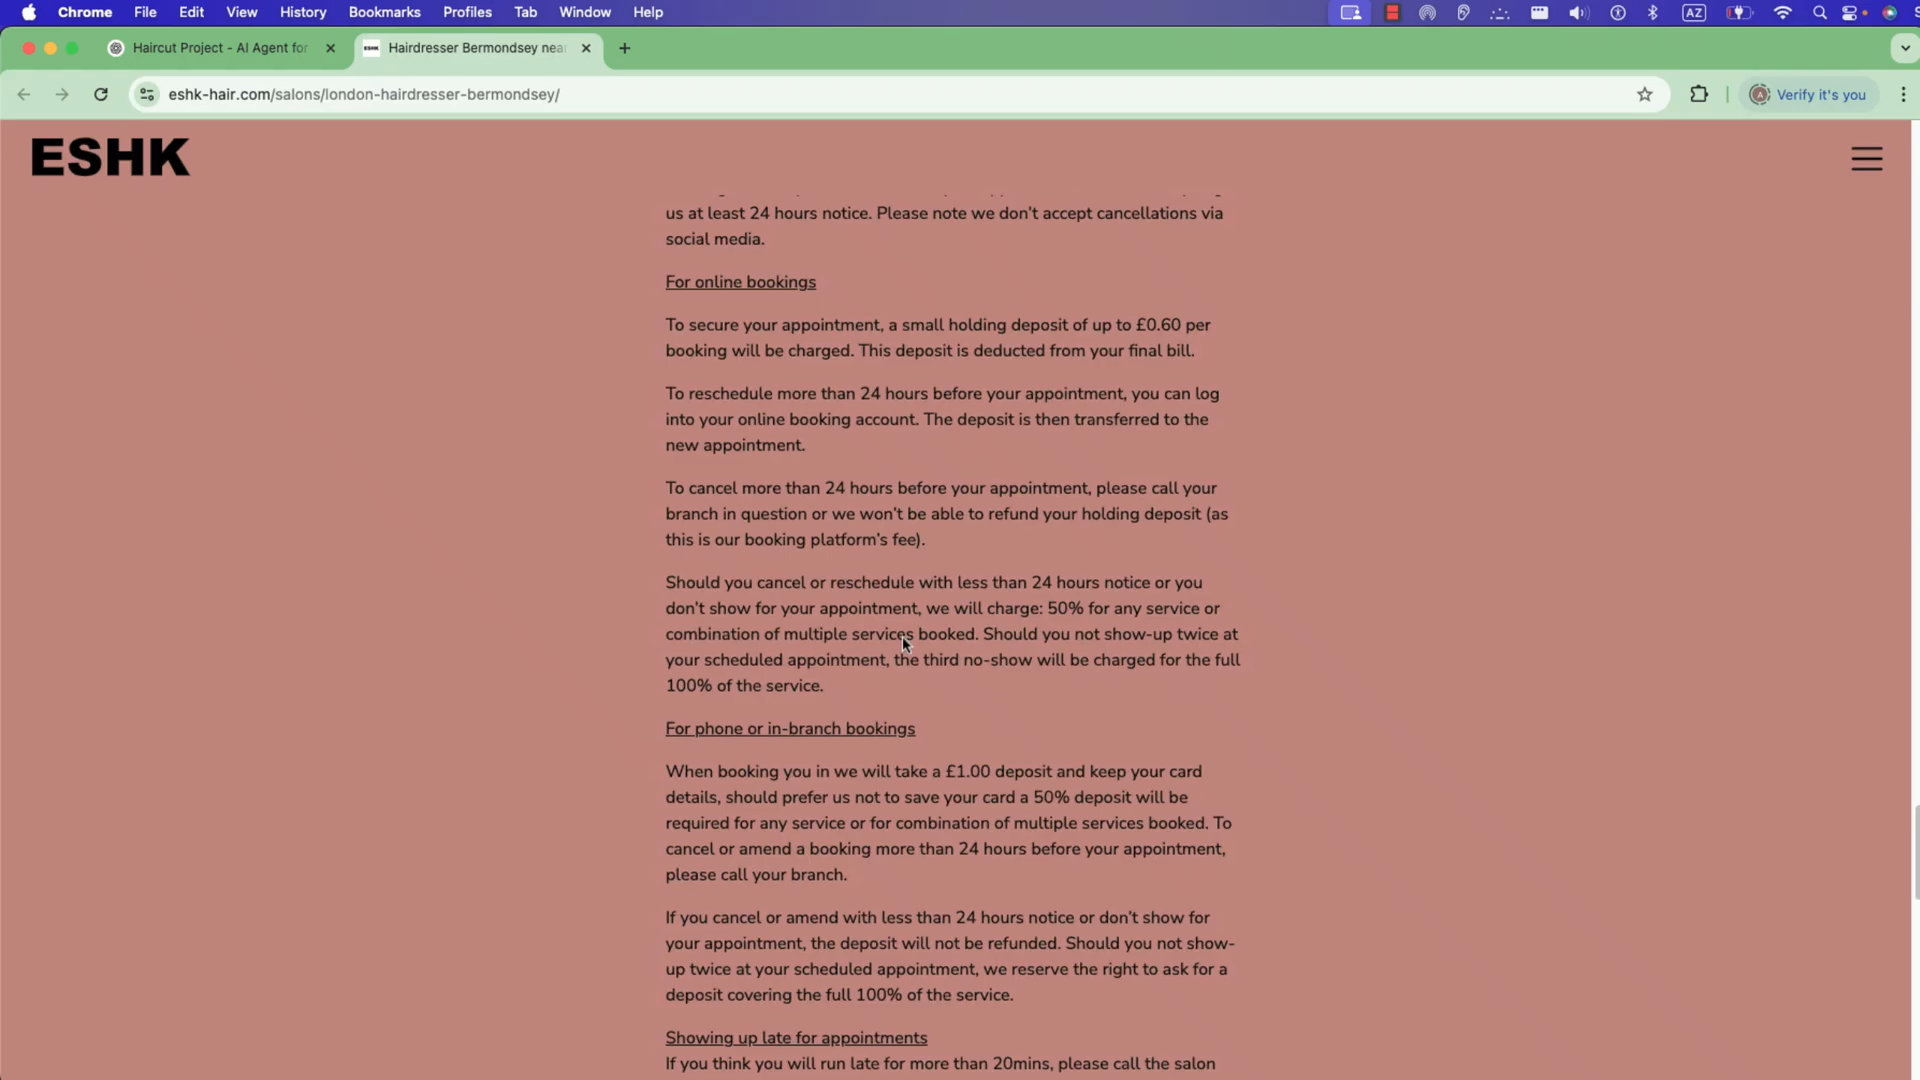 Chrome File Edit View History Bookmarks Profiles Tab Window Help AZ
Haircut Project - AI Agent for
ESHK Hairdresser Bermondsey near
eshk-hair.com/salons/london-hairdresser-bermondsey/ A Verify it's you
ESHK
us at least 24 hours notice. Please note we don't accept cancellations via
social media.
For online bookings
To secure your appointment, a small holding deposit of up to £0.60 per
booking will be charged. This deposit is deducted from your final bill.
To reschedule more than 24 hours before your appointment, you can log
into your online booking account. The deposit is then transferred to the
new appointment.
To cancel more than 24 hours before your appointment, please call your
branch in question or we won't be able to refund your holding deposit (as
this is our booking platform's fee).
Should you cancel or reschedule with less than 24 hours notice or you
don't show for your appointment, we will charge: 50% for any service or
combination of multiple services booked. Should you not show-up twice at
your scheduled appointment, the third no-show will be charged for the full
100% of the service.
For phone or in-branch bookings
When booking you in we will take a £1.00 deposit and keep your card
details, should prefer us not to save your card a 50% deposit will be
required for any service or for combination of multiple services booked. To
cancel or amend a booking more than 24 hours before your appointment,
please call your branch.
If you cancel or amend with less than 24 hours notice or don't show for
your appointment, the deposit will not be refunded. Should you not show-
up twice at your scheduled appointment, we reserve the right to ask for a
deposit covering the full 100% of the service.
Showing up late for appointments
If you think you will run late for more than 20mins, please call the salon